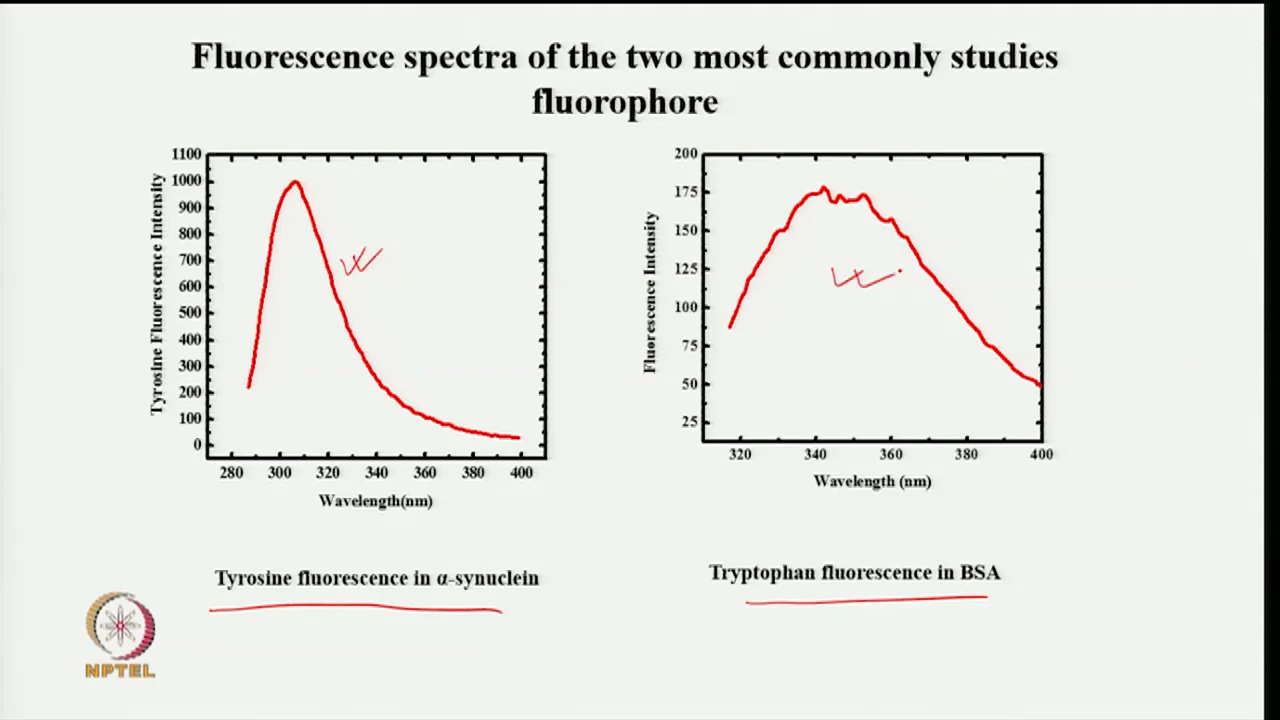 Fluorescence spectra of the two most commonly studies
fluorophore
1100
1000
900
800
700
600
500
400
300
200
100
0
Tyrosine Fluorescence Intensity
280 300 320 340 360 380 400
Wavelength(nm)
Tyrosine fluorescence in α-synuclein
200
175
150
125
100
75
50
25
Fluorescence Intensity
320 340 360 380 400
Wavelength (nm)
Tryptophan fluorescence in BSA
NPTEL